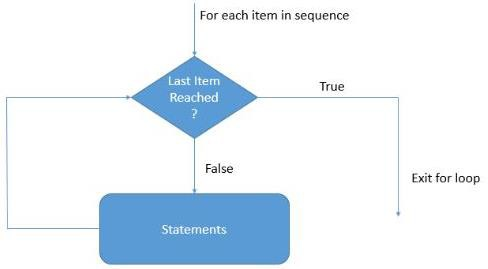 For each item in sequence
Last Item
Reached
?
True
False
Exit for loop
Statements